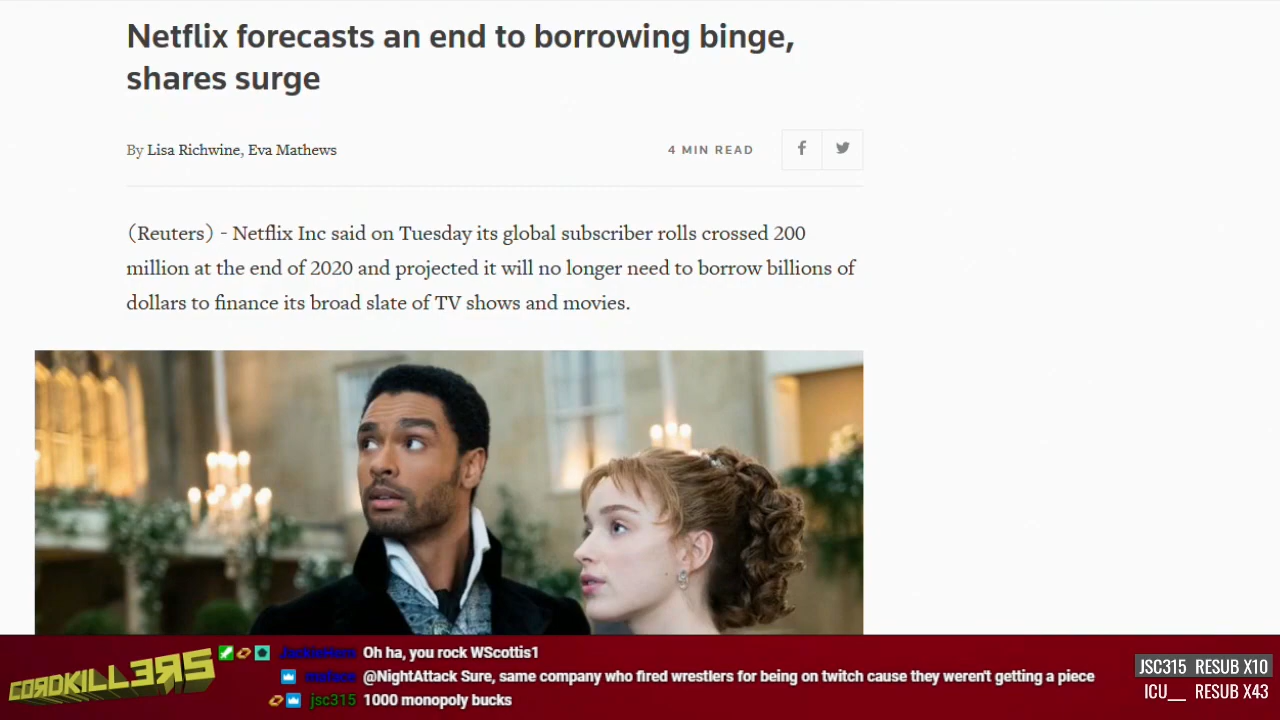 Netflix forecasts an end to borrowing binge,
shares surge
By Lisa Richwine, Eva Mathews
4 MIN READ
(Reuters) - Netflix Inc said on Tuesday its global subscriber rolls crossed 200
million at the end of 2020 and projected it will no longer need to borrow billions of
dollars to finance its broad slate of TV shows and movies.
CORDKILLERS
Oh ha, you rock WScottis1
@NightAttack Sure, same company who fired wrestlers for being on twitch cause they weren't getting a piece
jsc315 1000 monopoly bucks
JSC315 RESUB X10
ICU__ RESUB X43